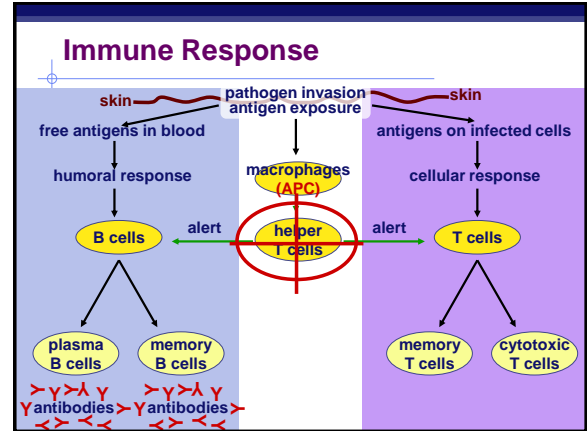 Immune Response
skin
pathogen invasion
antigen exposure
skin
free antigens in blood
antigens on infected cells
humoral response
macrophages
(APC)
cellular response
B cells
alert
helper
T cells
alert
T cells
plasma
B cells
memory
B cells
memory
T cells
cytotoxic
T cells
antibodies
antibodies